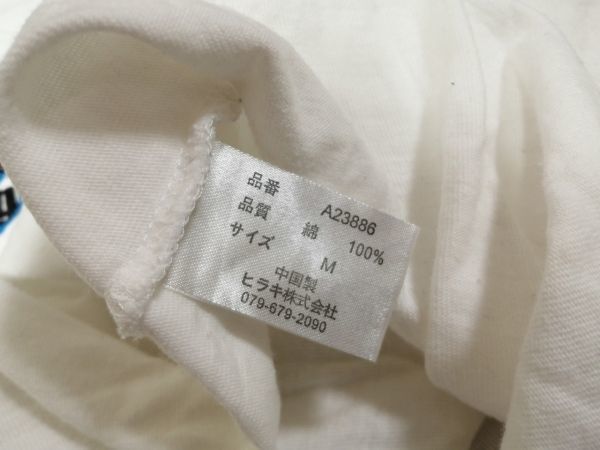 品番 A23886
品質 綿 100%
サイズ M
中国製
ヒラキ株式会社
079-679-2090